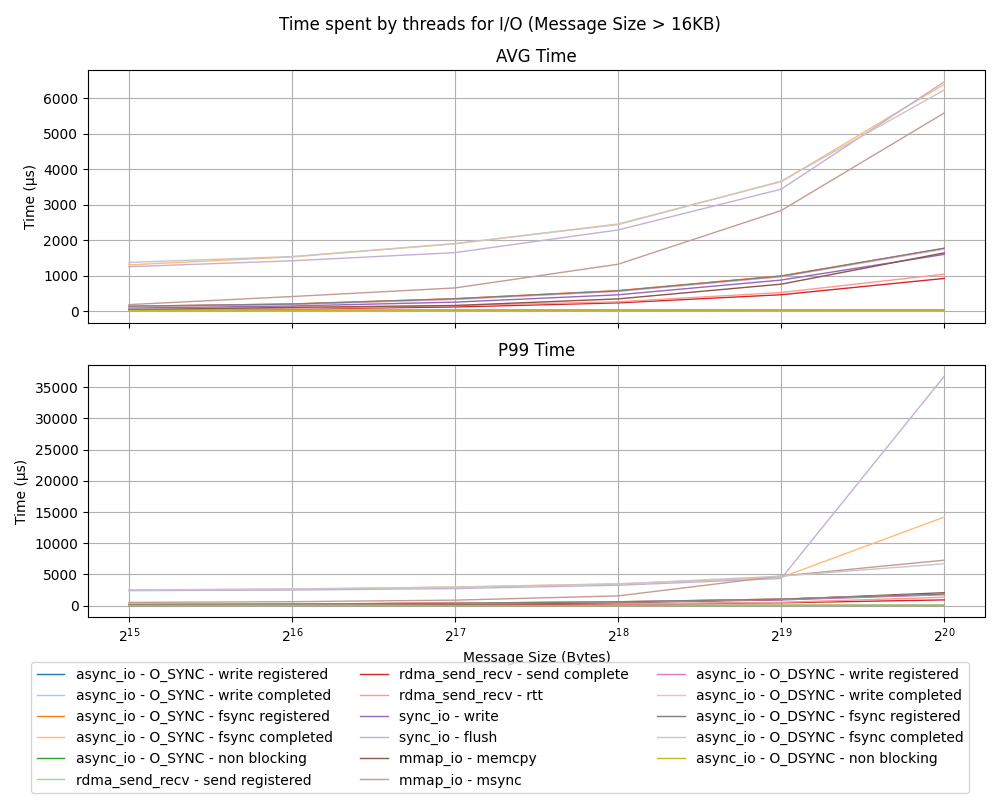 Time spent by threads for I/O (Message Size > 16KB)
AVG Time
6000
5000
4000
3000
2000
1000
0
Time (μs)
P99 Time
35000
30000
25000
20000
15000
10000
5000
0
Time (μs)
2^15 2^16 2^17 2^18 2^19 2^20
Message Size (Bytes)
async_io - O_SYNC - write registered
async_io - O_SYNC - write completed
async_io - O_SYNC - fsync registered
async_io - O_SYNC - fsync completed
async_io - O_SYNC - non blocking
rdma_send_recv - send registered
rdma_send_recv - send complete
rdma_send_recv - rtt
sync_io - write
sync_io - flush
mmap_io - memcpy
mmap_io - msync
async_io - O_DSYNC - write registered
async_io - O_DSYNC - write completed
async_io - O_DSYNC - fsync registered
async_io - O_DSYNC - fsync completed
async_io - O_DSYNC - non blocking